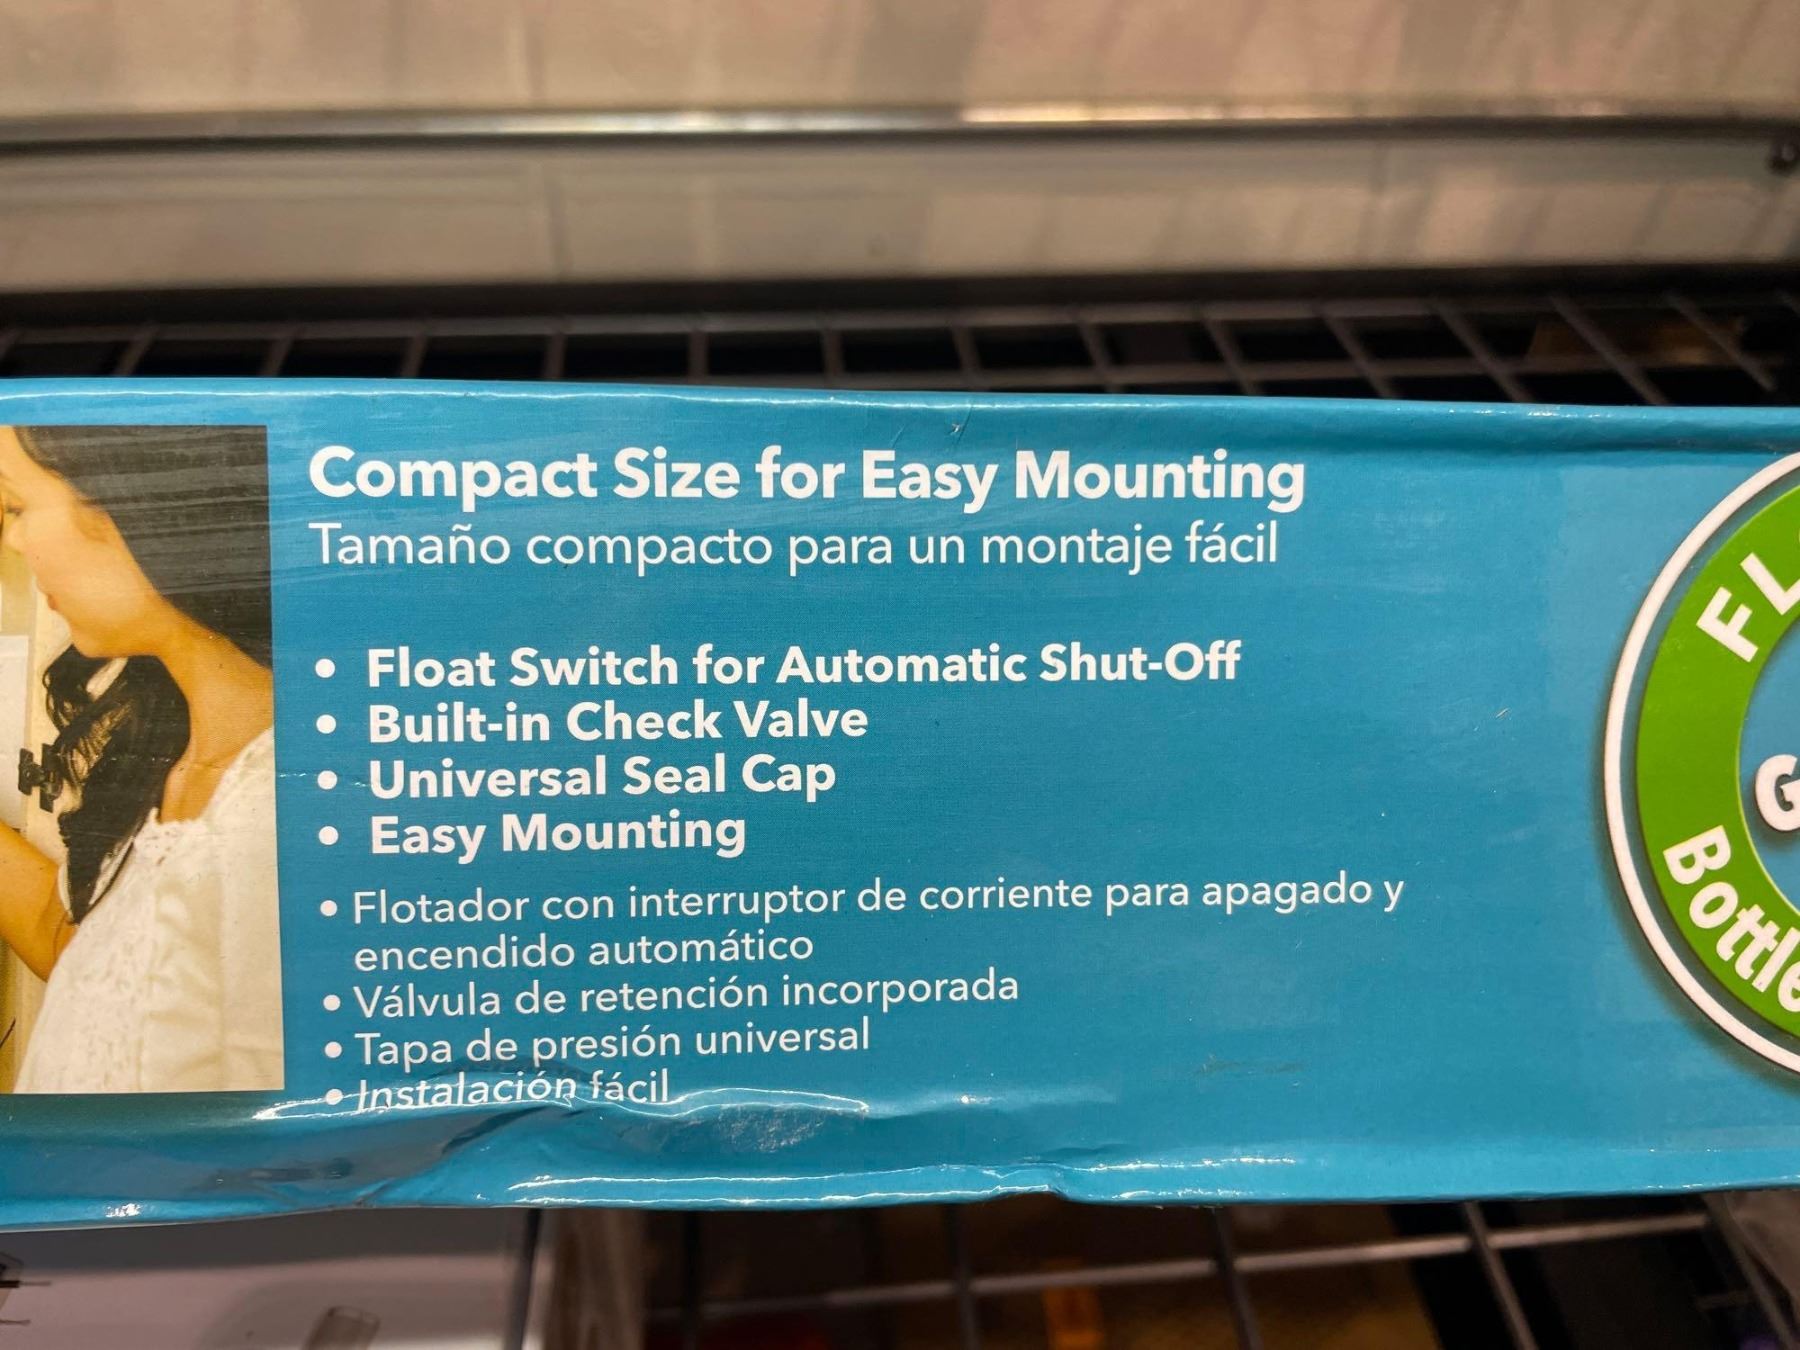 Compact Size for Easy Mounting
Tamaño compacto para un montaje fácil
• Float Switch for Automatic Shut-Off
• Built-in Check Valve
• Universal Seal Cap
• Easy Mounting
• Flotador con interruptor de corriente para apagado y
encendido automático
• Válvula de retención incorporada
• Tapa de presión universal
• Instalación fácil
Bottle